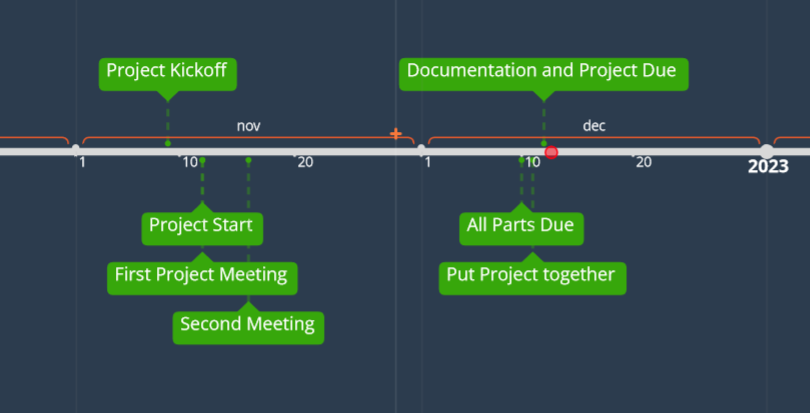 Project Kickoff
Documentation and Project Due
nov
dec
1
10
20
1
10
20
2023
Project Start
All Parts Due
First Project Meeting
Put Project together
Second Meeting